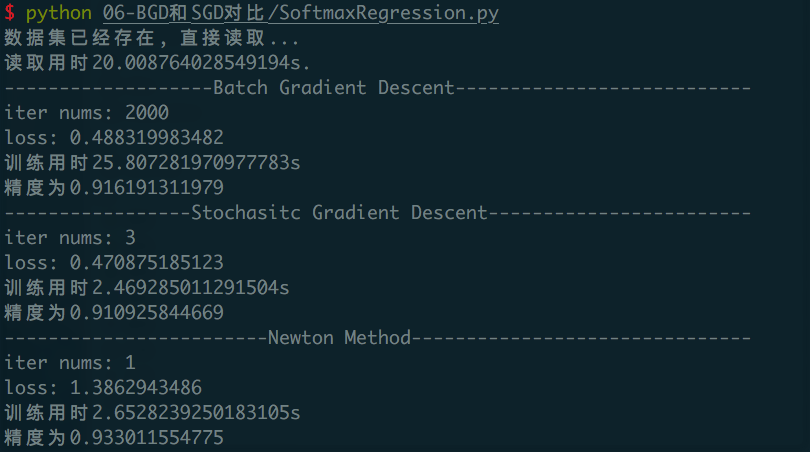 $ python 06-BGD和SGD对比/SoftmaxRegression.py
数据集已经存在，直接读取...
读取用时20.008764028549194s.
-------------------Batch Gradient Descent---------------------------
iter nums: 2000
loss: 0.488319983482
训练用时25.807281970977783s
精度为0.916191311979
-----------------Stochasitc Gradient Descent------------------------
iter nums: 3
loss: 0.470875185123
训练用时2.469285011291504s
精度为0.910925844669
------------------------Newton Method-------------------------------
iter nums: 1
loss: 1.3862943486
训练用时2.6528239250183105s
精度为0.933011554775